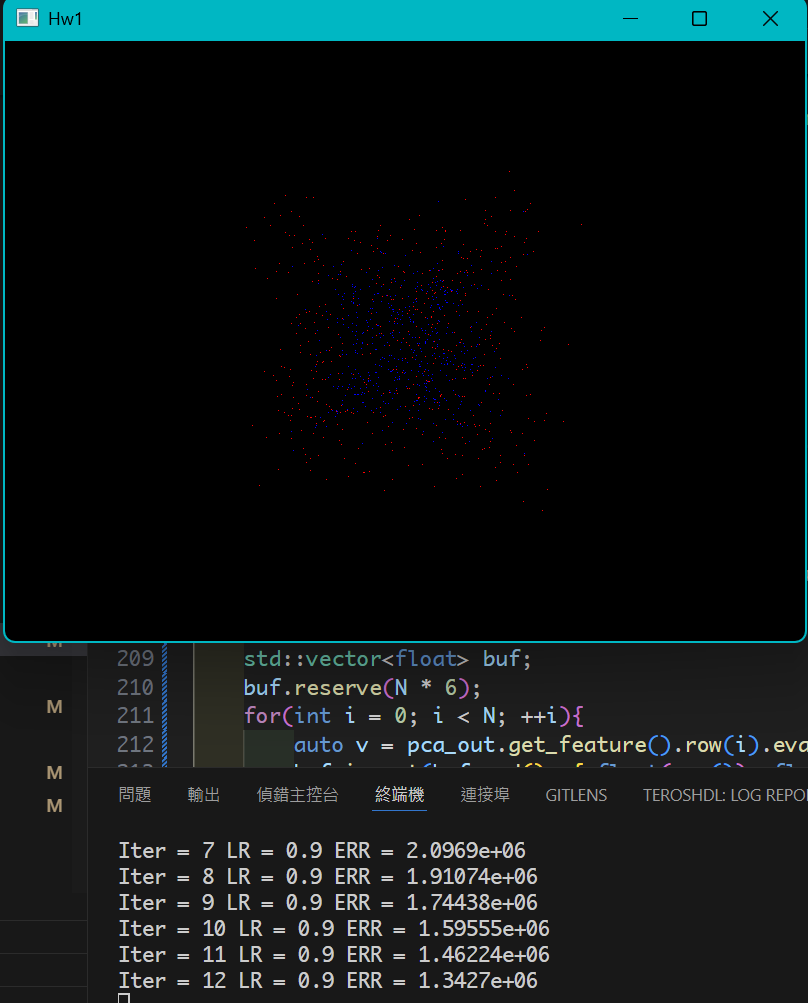 Hw1
M
209 std::vector<float> buf;
210 buf.reserve(N * 6);
M
211 for(int i = 0; i < N; ++i){
212 auto v = pca_out.get_feature().row(i).eva
M
M
問題 輸出 偵錯主控台 終端機 連接埠 GITLENS TEROSHDL: LOG REPO
Iter = 7 LR = 0.9 ERR = 2.0969e+06
Iter = 8 LR = 0.9 ERR = 1.91074e+06
Iter = 9 LR = 0.9 ERR = 1.74438e+06
Iter = 10 LR = 0.9 ERR = 1.59555e+06
Iter = 11 LR = 0.9 ERR = 1.46224e+06
Iter = 12 LR = 0.9 ERR = 1.3427e+06